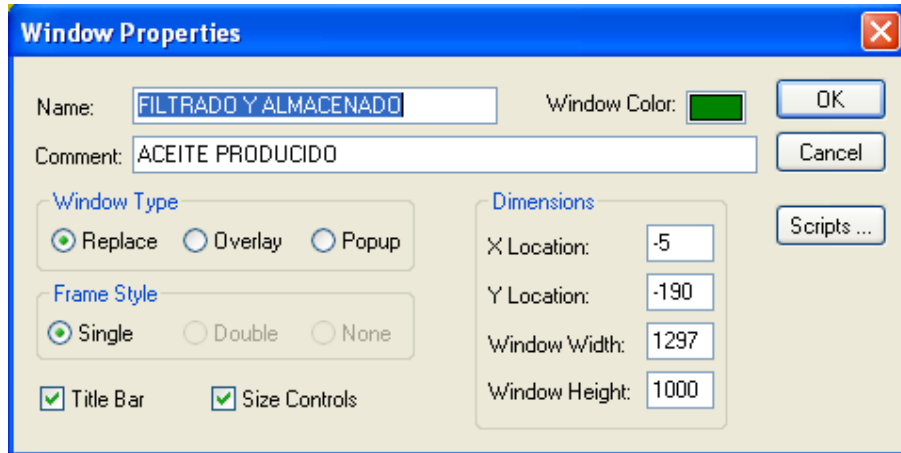 Window Properties
Name: FILTRADO Y ALMACENADO Window Color: OK
Comment: ACEITE PRODUCIDO Cancel
Window Type Dimensions Scripts ...
Replace Overlay Popup X Location: -5
Frame Style Y Location: -190
Single Double None Window Width: 1297
Title Bar Size Controls Window Height: 1000